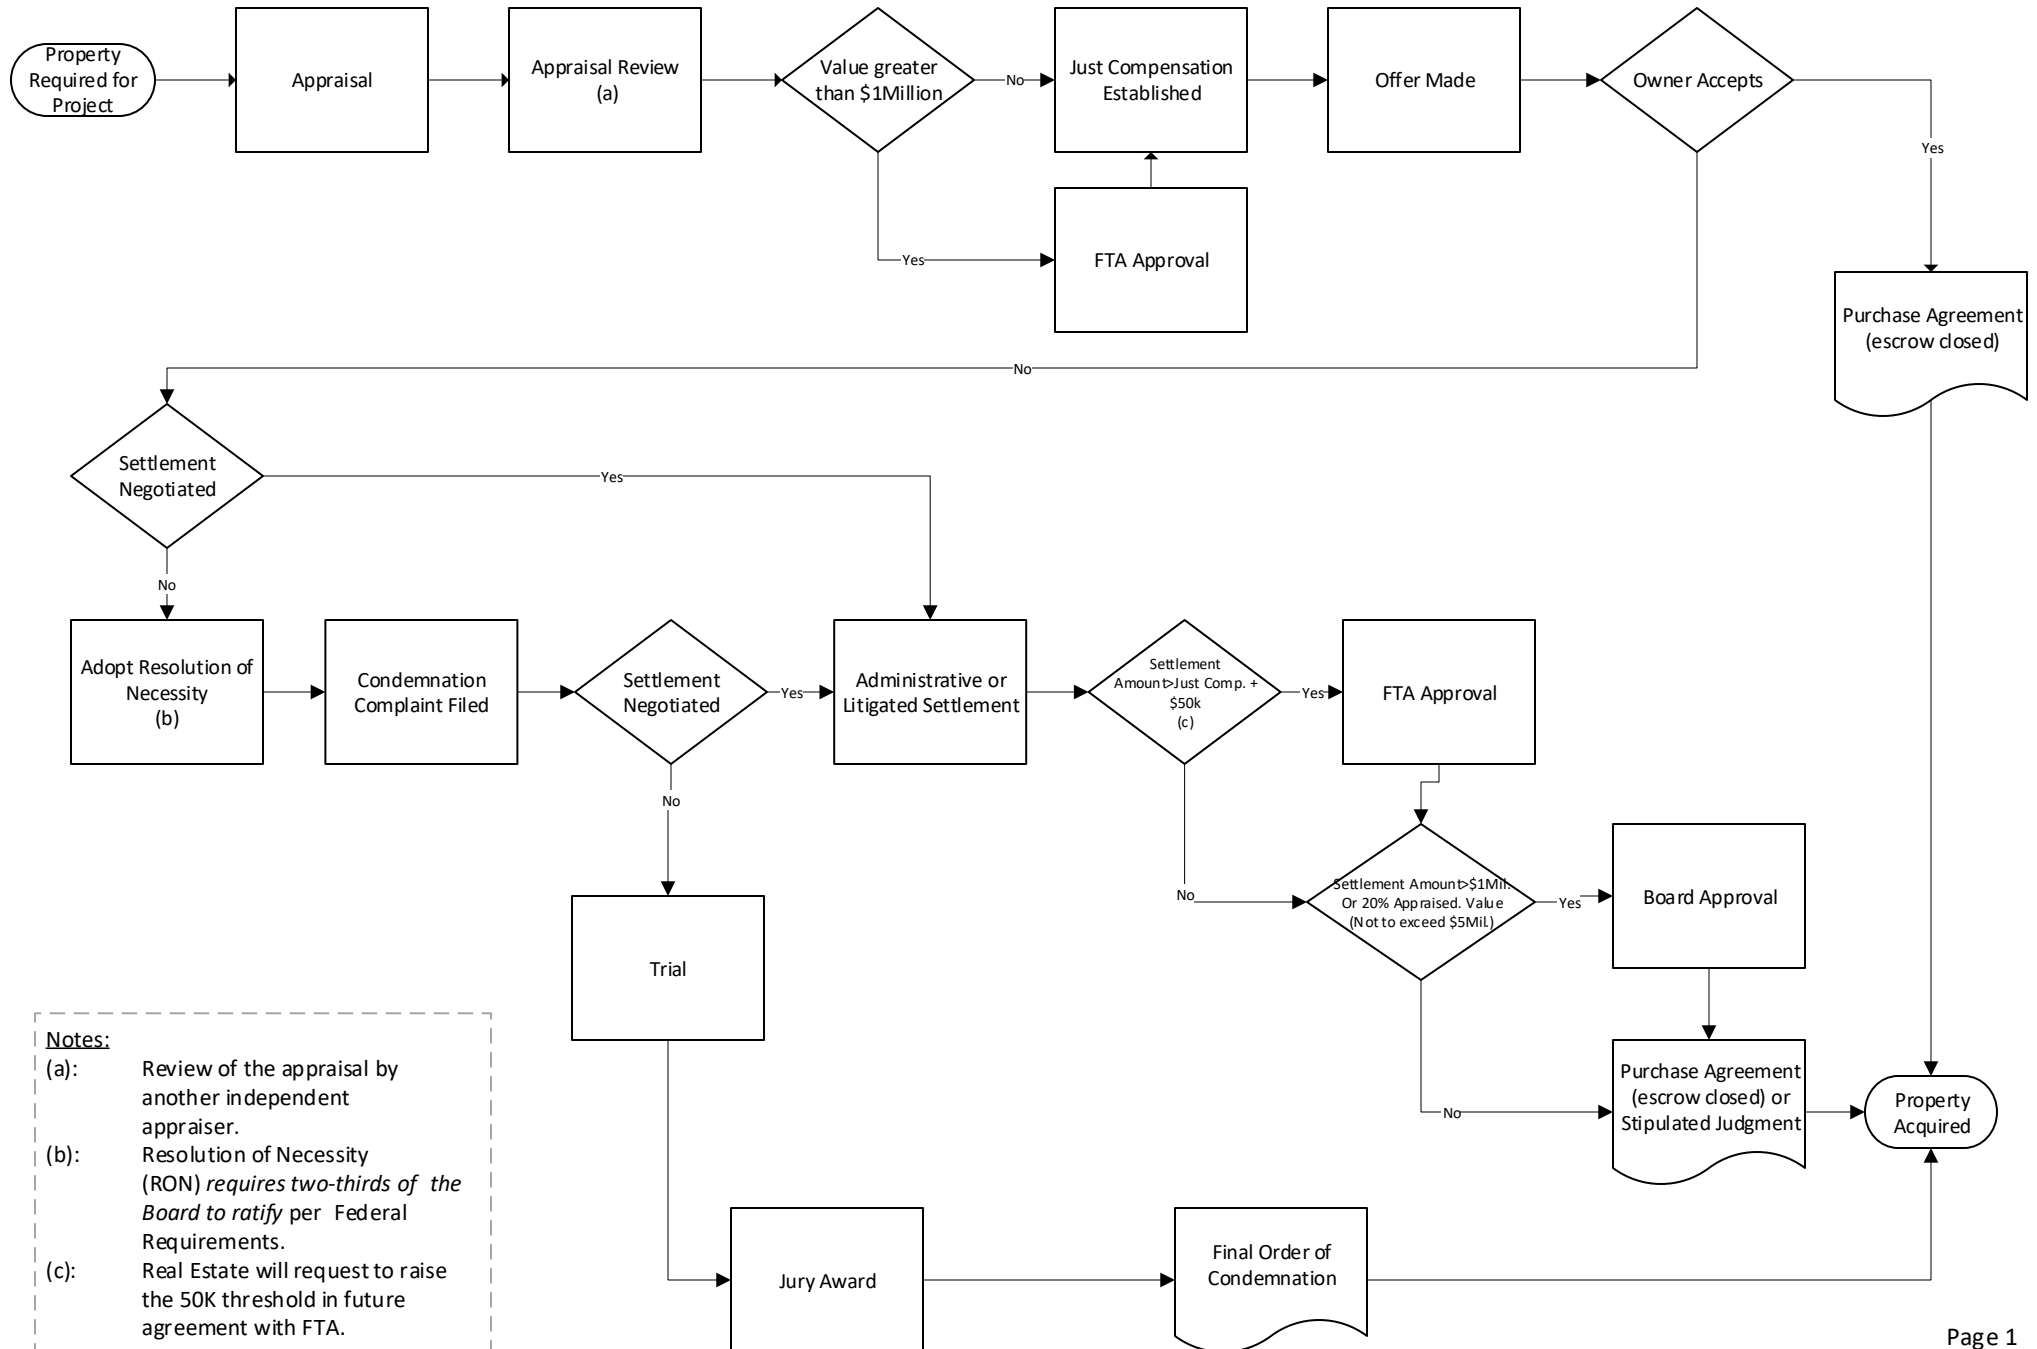 Property
Required for
Project
Appraisal
Appraisal Review
(a)
Value greater
than $1Million
No
Just Compensation
Established
Offer Made
Owner Accepts
Yes
Yes
FTA Approval
Purchase Agreement
(escrow closed)
No
Settlement
Negotiated
Yes
No
Adopt Resolution of
Necessity
(b)
Condemnation
Complaint Filed
Settlement
Negotiated
Yes
Administrative or
Litigated Settlement
Settlement
Amount>Just Comp. +
$50k
(c)
Yes
FTA Approval
No
No
Settlement Amount>$1Mil.
Or 20% Appraised. Value
(Not to exceed $5Mil.)
Yes
Board Approval
Trial
No
Purchase Agreement
(escrow closed) or
Stipulated Judgment
Property
Acquired
Jury Award
Final Order of
Condemnation
Notes:
(a): Review of the appraisal by
another independent
appraiser.
(b): Resolution of Necessity
(RON) requires two-thirds of the
Board to ratify per Federal
Requirements.
(c): Real Estate will request to raise
the 50K threshold in future
agreement with FTA.
Page 1